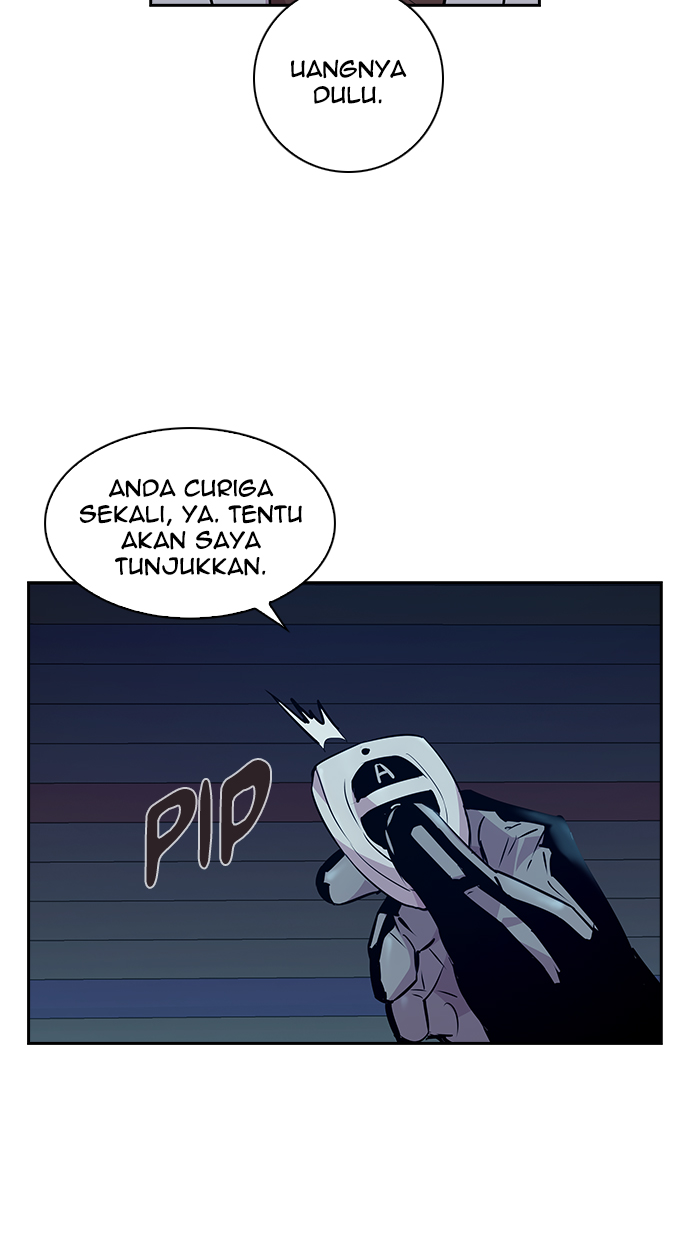 UANGNYA
DULU.
ANDA CURIGA
SEKALI, YA. TENTU
AKAN SAYA
TUNJUKKAN.
A
PIP